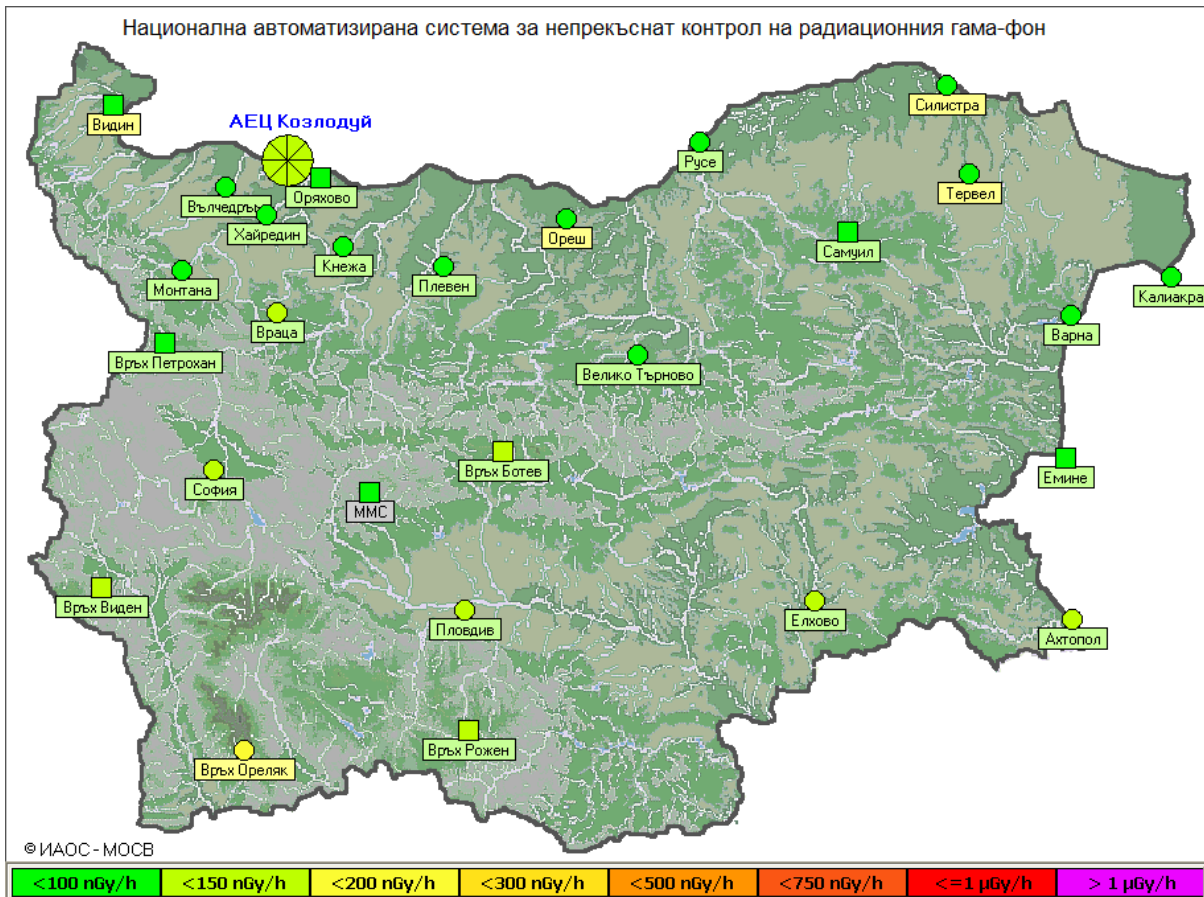 Национална автоматизирана система за непрекъснат контрол на радиационния гама-фон
Силистра
Видин
АЕЦ Козлодуй
Русе
Оряхово
Тервел
Вълчедръм
Хайредин
Ореш
Самуил
Кнежа
Плевен
Монтана
Калиакра
Враца
Варна
Връх Петрохан
Велико Търново
Връх Ботев
Емине
София
ММС
Връх Виден
Пловдив
Елхово
Ахтопол
Връх Рожен
Връх Ореляк
© ИАОС - МОСВ
<100 nGy/h <150 nGy/h <200 nGy/h <300 nGy/h <500 nGy/h <750 nGy/h <=1 µGy/h > 1 µGy/h